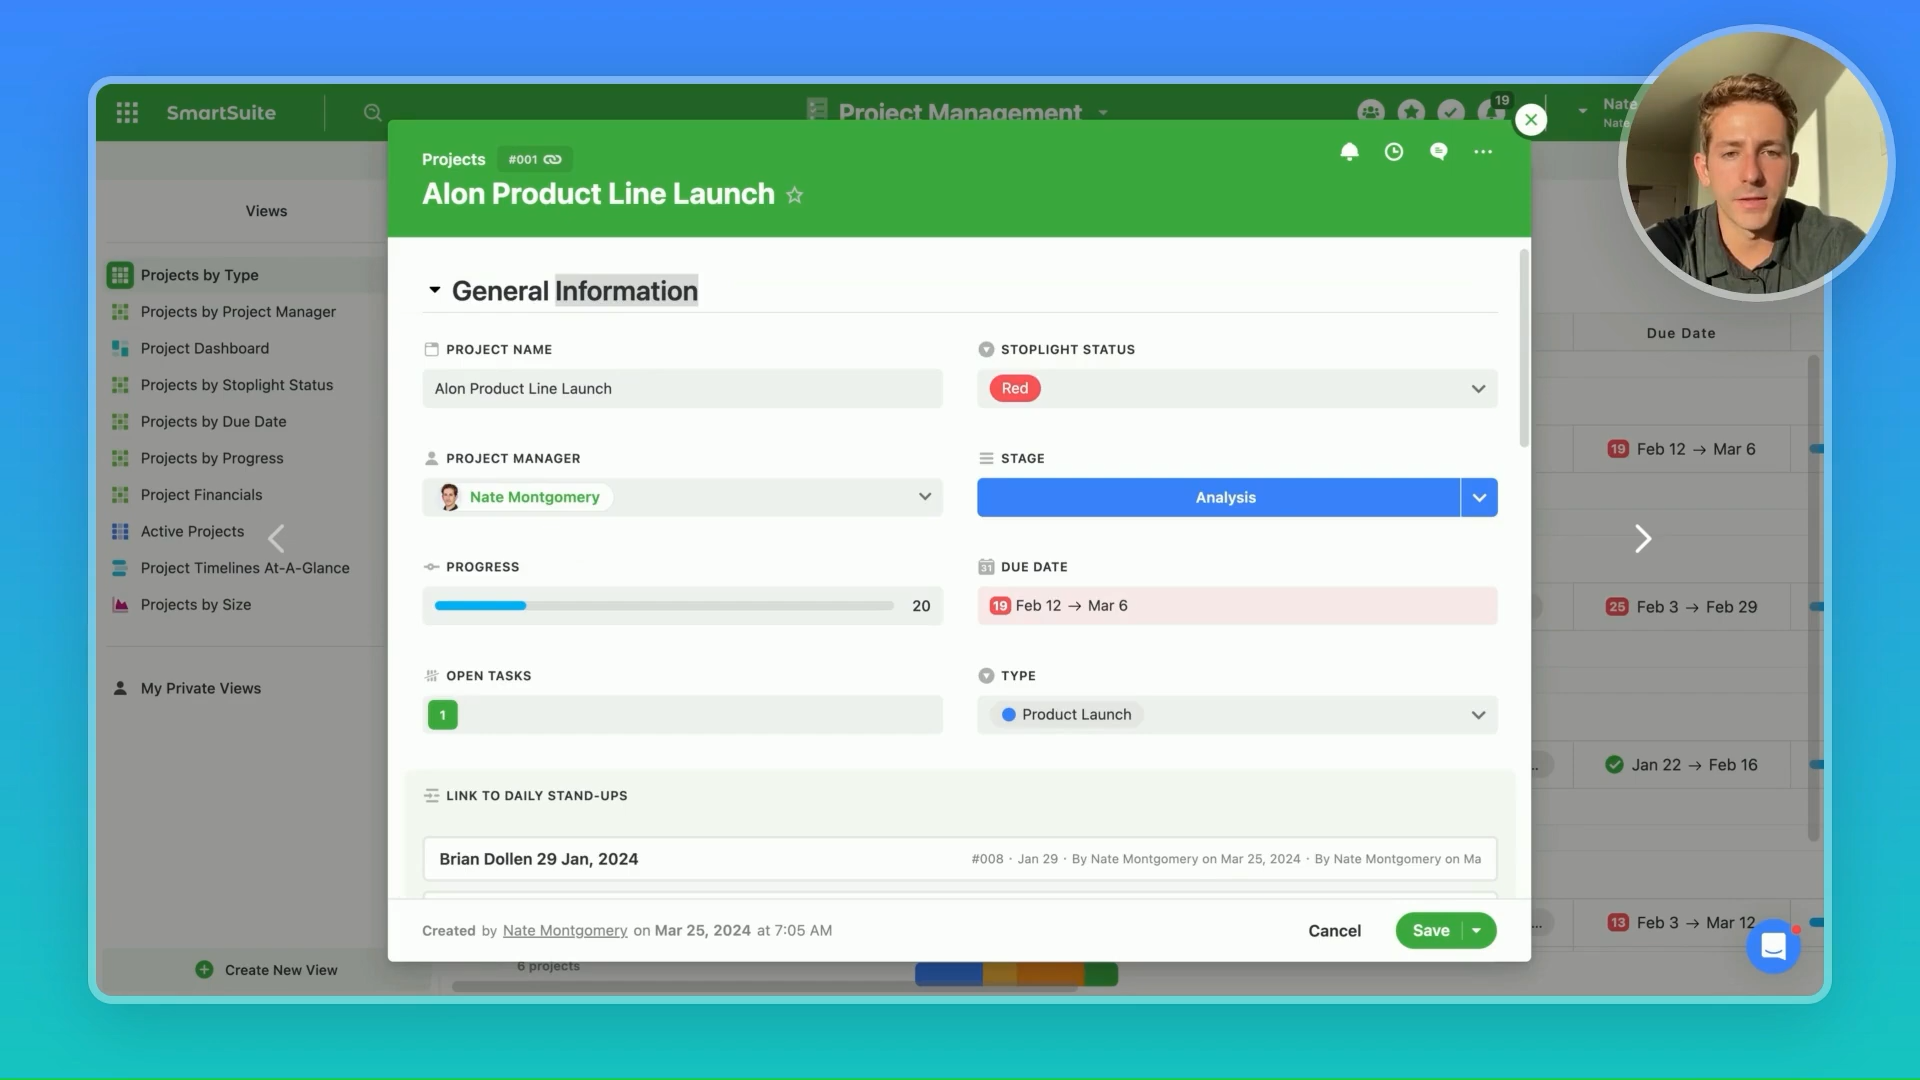 SmartSuite
Project Management
19
Nate
Nate
Views
Projects by Type
Projects by Project Manager
Project Dashboard
Projects by Stoplight Status
Projects by Due Date
Projects by Progress
Project Financials
Active Projects
Project Timelines At-A-Glance
Projects by Size
My Private Views
Create New View
Projects #001
Alon Product Line Launch
General Information
PROJECT NAME
Alon Product Line Launch
STOPLIGHT STATUS
Red
PROJECT MANAGER
Nate Montgomery
STAGE
Analysis
PROGRESS
20
31 DUE DATE
19 Feb 12 → Mar 6
OPEN TASKS
1
TYPE
Product Launch
LINK TO DAILY STAND-UPS
Brian Dollen 29 Jan, 2024
#008 · Jan 29 · By Nate Montgomery on Mar 25, 2024 · By Nate Montgomery on Ma
Created by Nate Montgomery on Mar 25, 2024 at 7:05 AM
Cancel
Save
6 projects
Due Date
19 Feb 12 → Mar 6
25 Feb 3 → Feb 29
... Jan 22 → Feb 16
... 13 Feb 3 → Mar 12